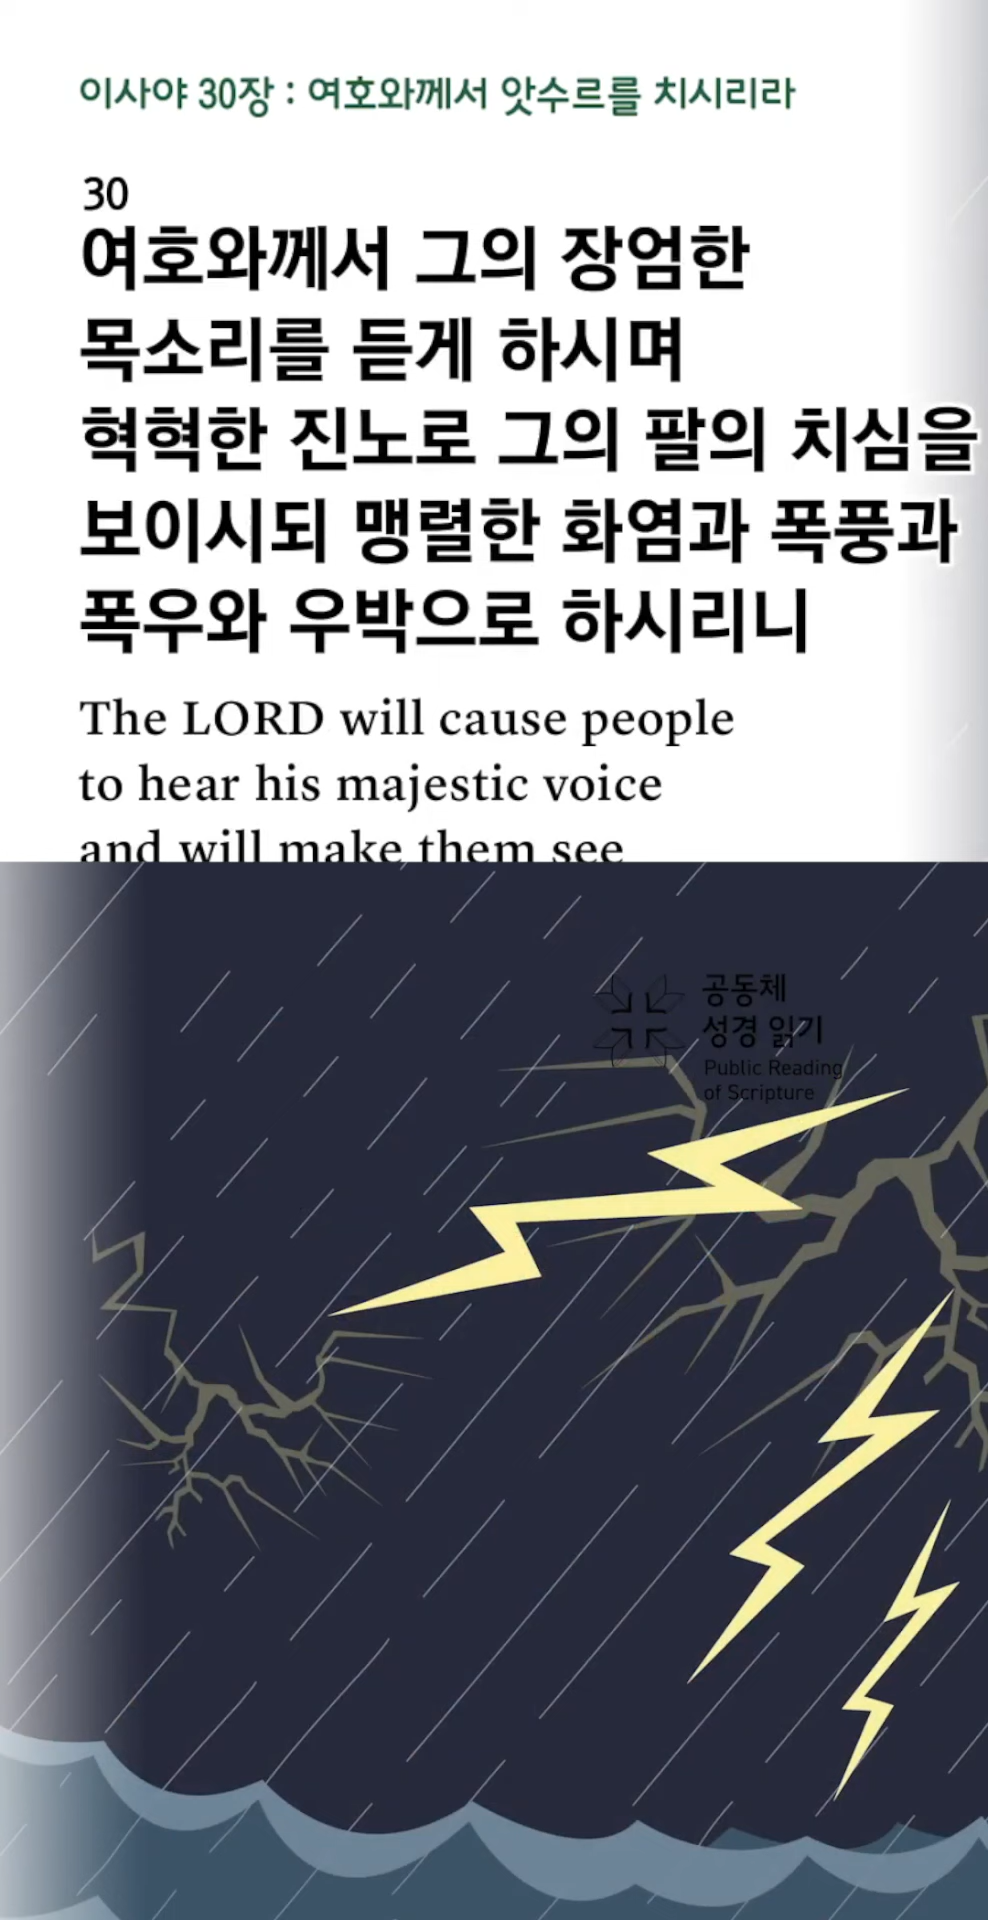 이사야 30장 : 여호와께서 앗수르를 치시리라
30
여호와께서 그의 장엄한
목소리를 듣게 하시며
혁혁한 진노로 그의 팔의 치심을
보이시되 맹렬한 화염과 폭풍과
폭우와 우박으로 하시리니
The LORD will cause people
to hear his majestic voice
and will make them see
공동체
성경 읽기
Public Reading
of Scripture